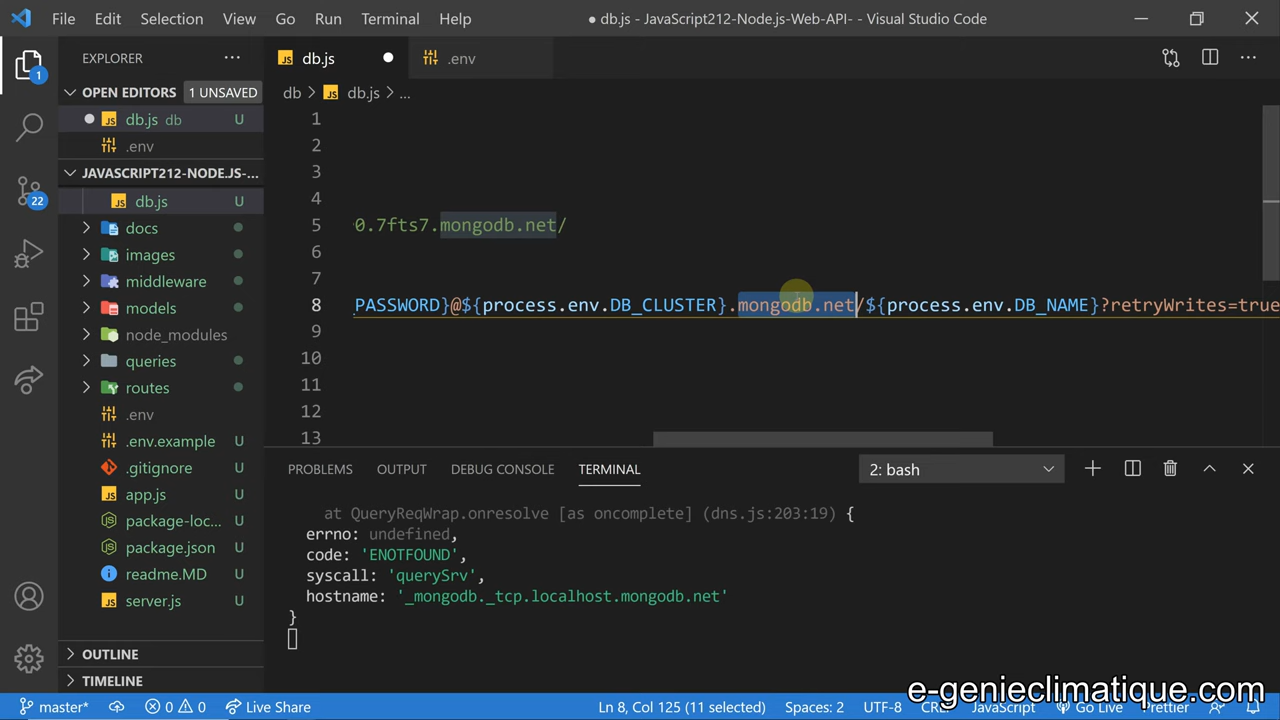 File Edit Selection View Go Run Terminal Help
● db.js - JavaScript212-Node.js-Web-API- - Visual Studio Code
EXPLORER
db.js
.env
OPEN EDITORS 1 UNSAVED
db > db.js > ...
db.js db U
.env
JAVASCRIPT212-NODE.JS-...
db.js U
docs
images
middleware
models
node_modules
queries
routes
.env
.env.example U
.gitignore
app.js U
package-loc... U
package.json U
readme.MD U
server.js U
OUTLINE
TIMELINE
1
22
1
2
3
4
5 0.7fts7.mongodb.net/
6
7
8 PASSWORD}@${process.env.DB_CLUSTER}.mongodb.net/${process.env.DB_NAME}?retryWrites=true
9
10
11
12
13
PROBLEMS OUTPUT DEBUG CONSOLE TERMINAL 2: bash
at QueryReqWrap.onresolve [as oncomplete] (dns.js:203:19) {
errno: undefined,
code: 'ENOTFOUND',
syscall: 'querySrv',
hostname: '_mongodb._tcp.localhost.mongodb.net'
}
e-genieclimatique.com
master* 0 0 Live Share Ln 8, Col 125 (11 selected) Spaces: 2 UTF-8 CRLF JavaScript Go Live Prettier